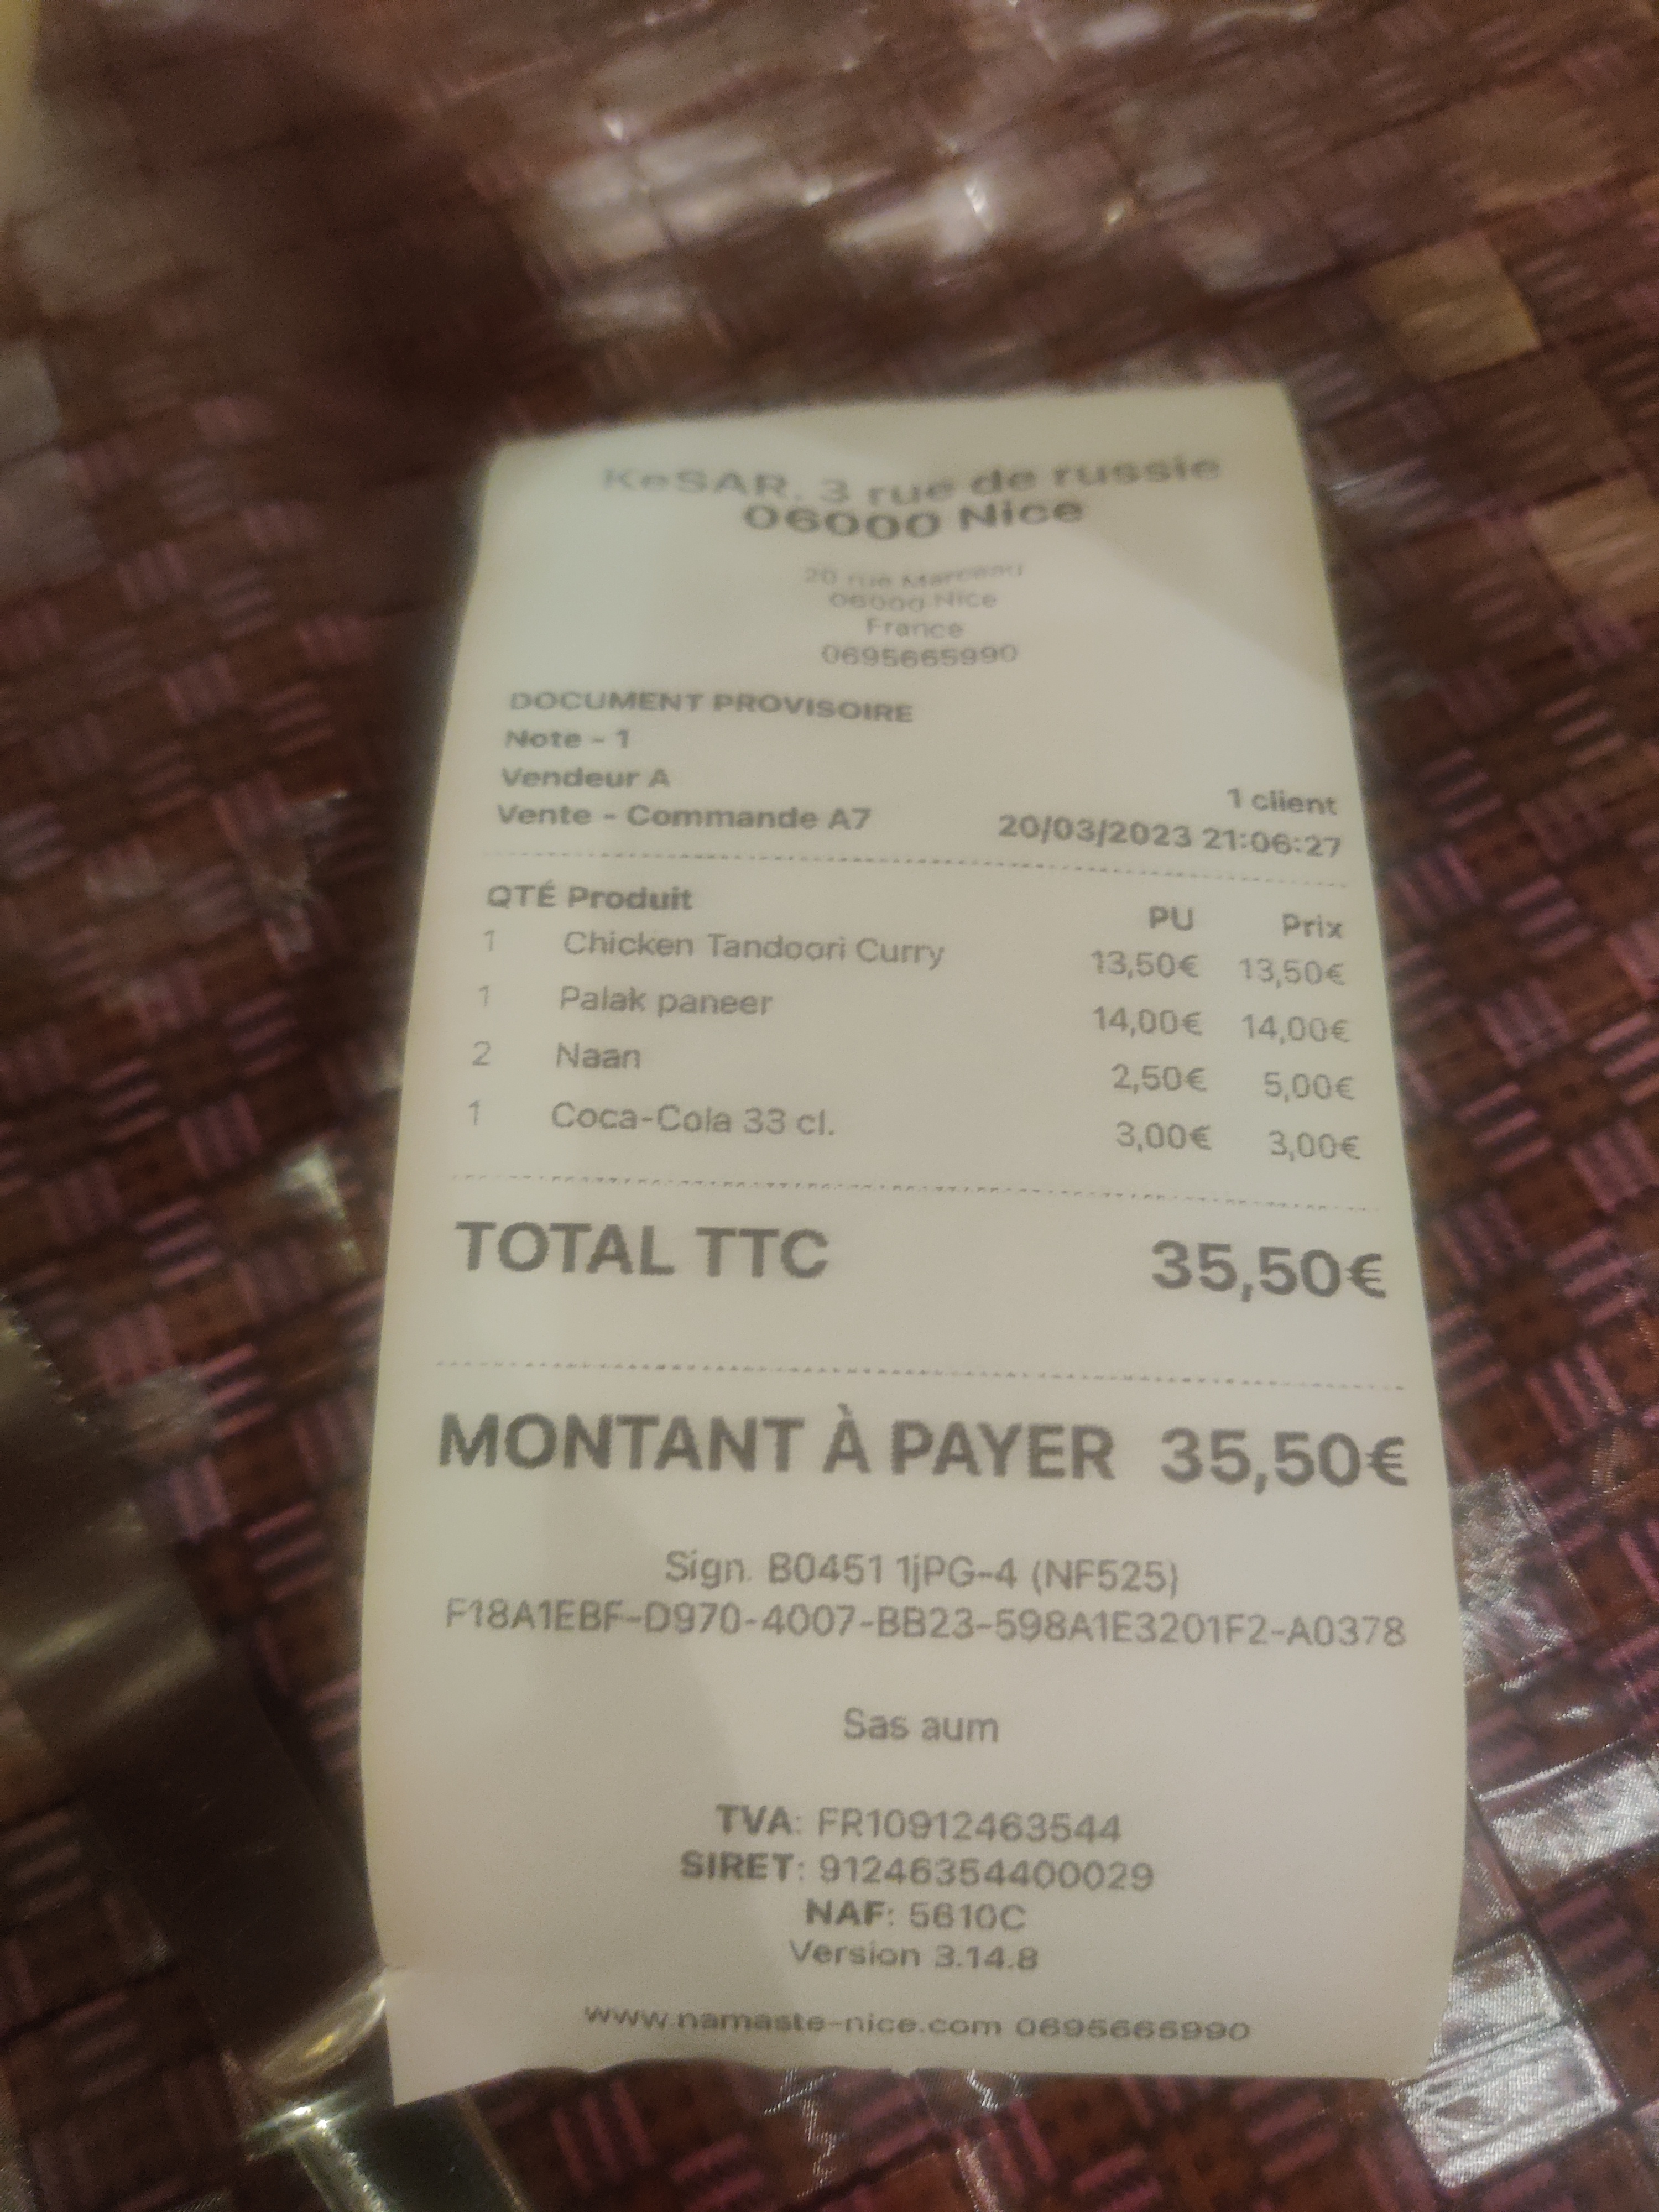 KeSAR. 3 rue de russie
06000 Nice
20 rue Marceau
06000 Nice
France
0695665990
DOCUMENT PROVISOIRE
Note - 1
Vendeur A
1 client
Vente - Commande A7 20/03/2023 21:06:27
QTÉ Produit PU Prix
1 Chicken Tandoori Curry 13,50€ 13,50€
1 Palak paneer 14,00€ 14,00€
2 Naan 2,50€ 5,00€
1 Coca-Cola 33 cl. 3,00€ 3,00€
TOTAL TTC 35,50€
MONTANT À PAYER 35,50€
Sign. B0451 1jPG-4 (NF525)
F18A1EBF-D970-4007-BB23-598A1E3201F2-A0378
Sas aum
TVA: FR10912463544
SIRET: 91246354400029
NAF: 5610C
Version 3.14.8
www.namaste-nice.com 0695665990